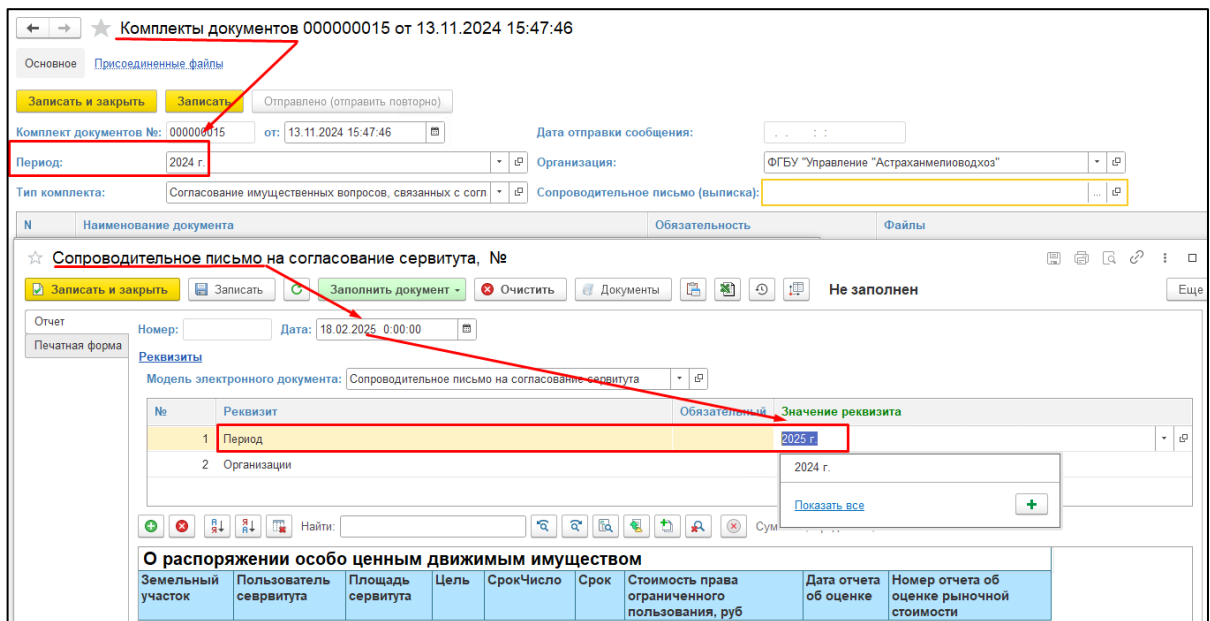 Комплекты документов 000000015 от 13.11.2024 15:47:46
Основное Присоединенные файлы
Записать и закрыть Записать Отправлено (отправить повторно)
Комплект документов №: 000000015 от: 13.11.2024 15:47:46 Дата отправки сообщения: . . : :
Период: 2024 г. Организация: ФГБУ "Управление "Астраханмелиоводхоз"
Тип комплекта: Согласование имущественных вопросов, связанных с согл Сопроводительное письмо (выписка): ...
N Наименование документа Обязательность Файлы
Сопроводительное письмо на согласование сервитута, №
Записать и закрыть Записать Заполнить документ Очистить Документы Не заполнен Еще
Отчет
Печатная форма
Номер: Дата: 18.02.2025 0:00:00
Реквизиты
Модель электронного документа: Сопроводительное письмо на согласование сервитута
№ Реквизит Обязательный Значение реквизита
1 Период 2025 г.
2 Организации
2024 г.
Показать все
Найти: Сум
О распоряжении особо ценным движимым имуществом
Земельный участок Пользователь севрвитута Площадь сервитута Цель СрокЧисло Срок Стоимость права ограниченного пользования, руб Дата отчета об оценке Номер отчета об оценке рыночной стоимости